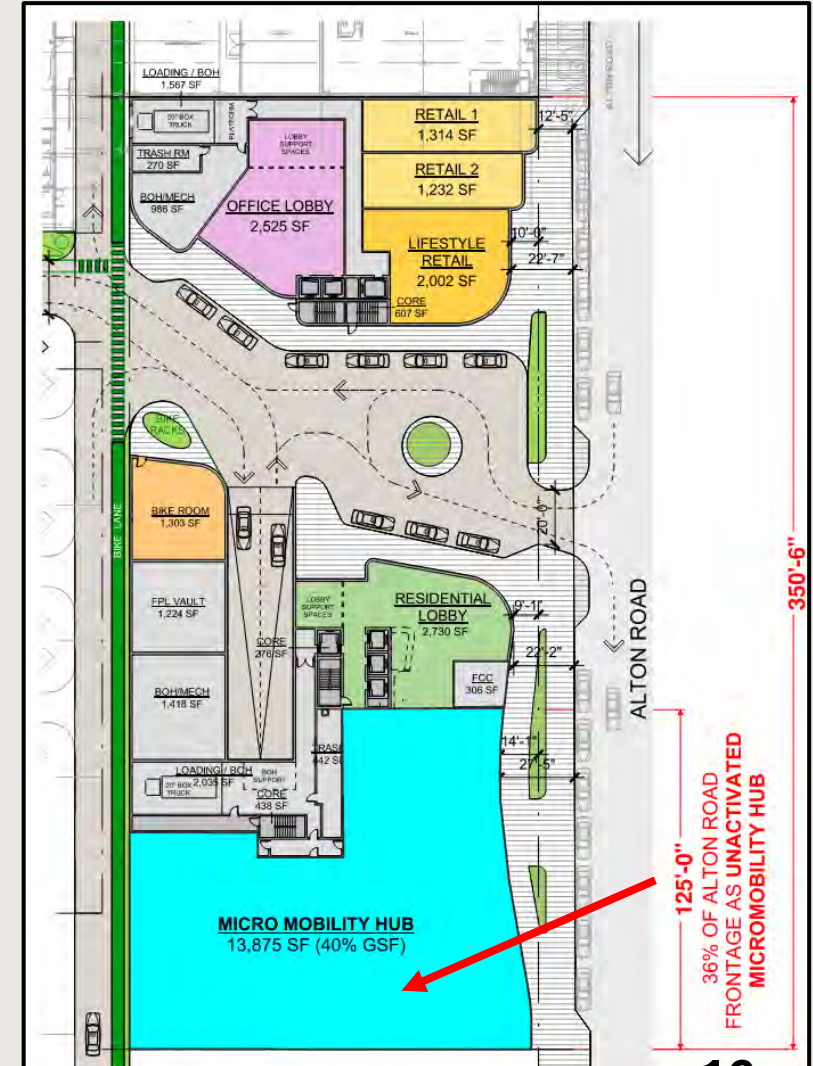 LOADING / BOH
1,567 SF
20' BOX
TRUCK
PLATFORM
TRASH RM
270 SF
BOH/MECH
986 SF
LOBBY
SUPPORT
SPACES
OFFICE LOBBY
2,525 SF
RETAIL 1
1,314 SF
RETAIL 2
1,232 SF
LIFESTYLE
RETAIL
2,002 SF
CORE
607 SF
12'-5"
10'-0"
22'-7"
ALTON ROAD
BIKE
RACKS
BIKE LANE
BIKE ROOM
1,303 SF
20'-0"
FPL VAULT
1,224 SF
BOH/MECH
1,418 SF
LOBBY
SUPPORT
SPACES
RESIDENTIAL
LOBBY
2,730 SF
CORE
276 SF
FCC
306 SF
9'-1"
22'-2"
14'-1"
27'-5"
TRASH
442 SF
LOADING / BOH
2,035 SF
20' BOX
TRUCK
BOH
SUPPORT
CORE
438 SF
MICRO MOBILITY HUB
13,875 SF (40% GSF)
ALTON ROAD
350'-6"
125'-0"
36% OF ALTON ROAD
FRONTAGE AS UNACTIVATED
MICROMOBILITY HUB